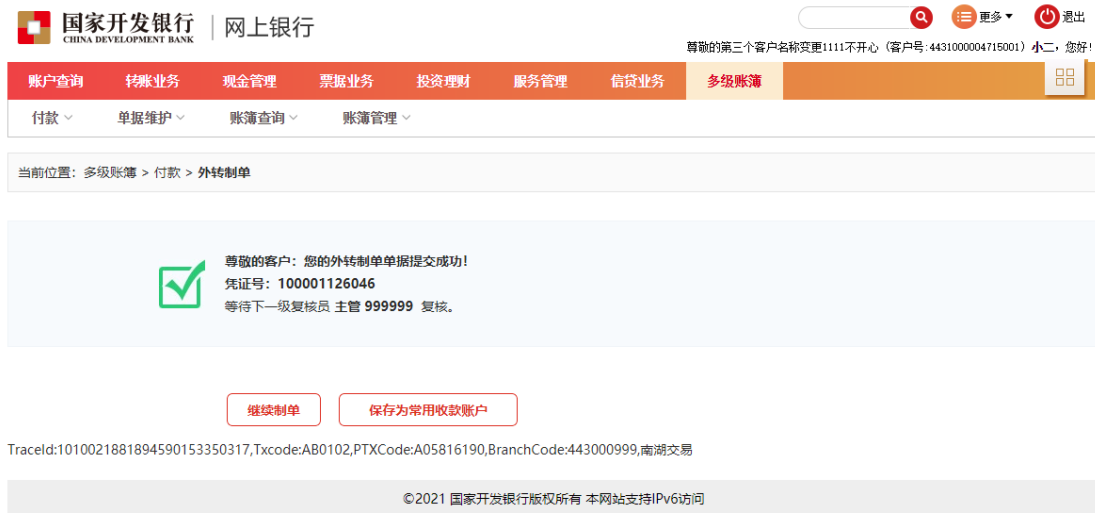 国家开发银行
CHINA DEVELOPMENT BANK
网上银行
更多
退出
尊敬的第三个客户名称变更1111不开心（客户号:4431000004715001）小二，您好!
账户查询 转账业务 现金管理 票据业务 投资理财 服务管理 信贷业务 多级账簿
付款 单据维护 账簿查询 账簿管理
当前位置：多级账簿 > 付款 > 外转制单
尊敬的客户：您的外转制单单据提交成功！
凭证号：100001126046
等待下一级复核员 主管 999999 复核。
继续制单 保存为常用收款账户
TraceId:1010021881894590153350317,Txcode:AB0102,PTXCode:A05816190,BranchCode:443000999,南湖交易
©2021 国家开发银行版权所有 本网站支持IPv6访问